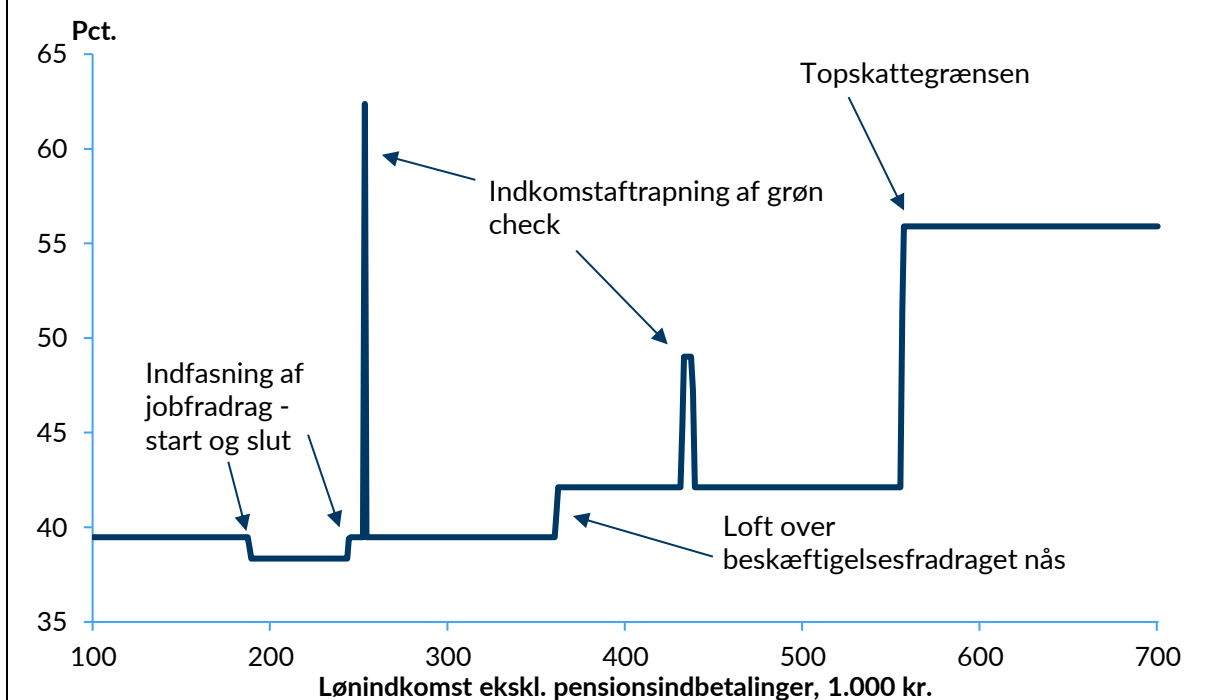 Pct.
65
60
55
50
45
40
35
Topskattegrænsen
Indkomstaftrapning af grøn
check
Indfasning af
jobfradrag -
start og slut
Loft over
beskæftigelsesfradraget nås
100 200 300 400 500 600 700
Lønindkomst ekskl. pensionsindbetalinger, 1.000 kr.